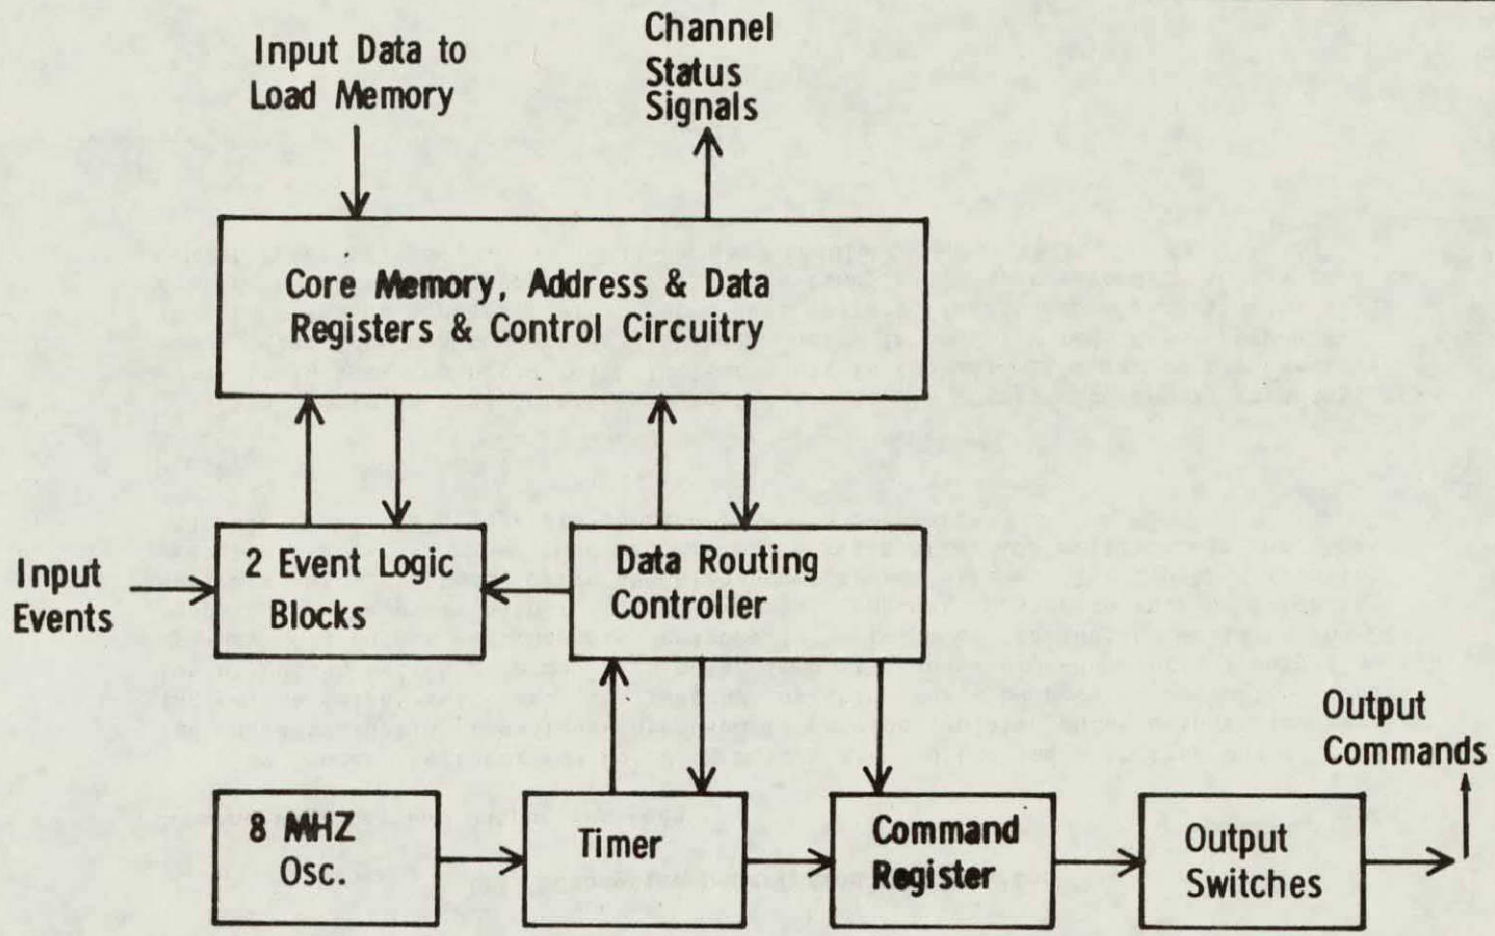 Input Data to
Load Memory
Channel
Status
Signals
Core Memory, Address & Data
Registers & Control Circuitry
Input
Events
2 Event Logic
Blocks
Data Routing
Controller
8 MHZ
Osc.
Timer
Command
Register
Output
Switches
Output
Commands